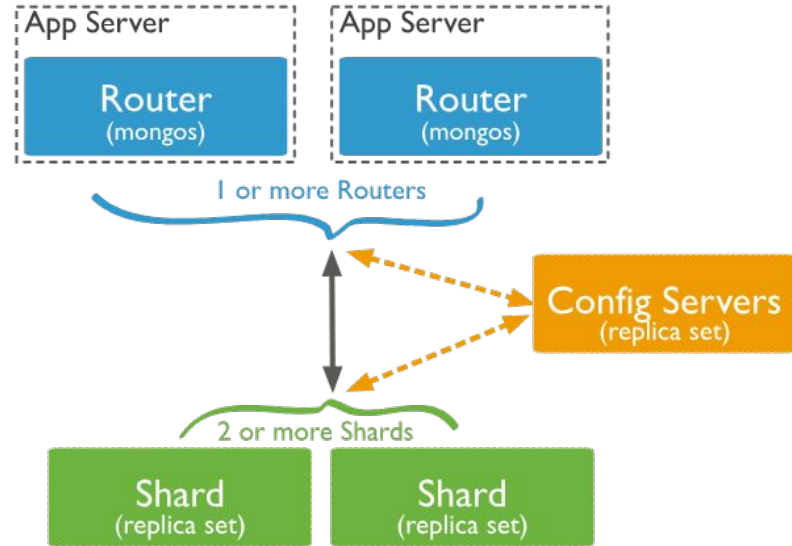 App Server
App Server
Router
(mongos)
Router
(mongos)
1 or more Routers
Config Servers
(replica set)
2 or more Shards
Shard
(replica set)
Shard
(replica set)